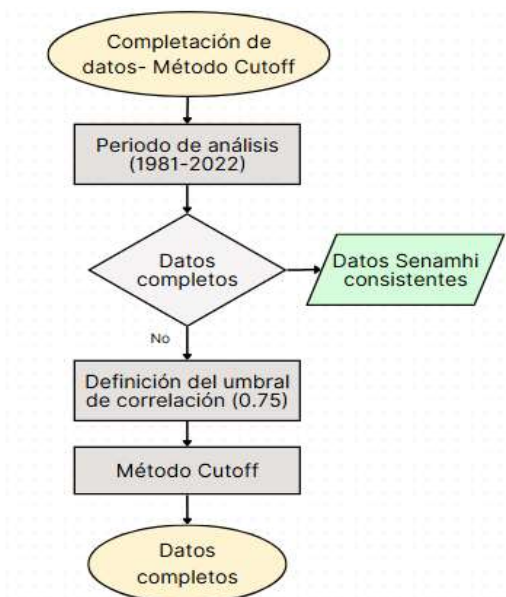 Completación de
datos- Método Cutoff
Periodo de análisis
(1981-2022)
Datos
completos
Datos Senamhi
consistentes
No
Definición del umbral
de correlación (0.75)
Método Cutoff
Datos
completos